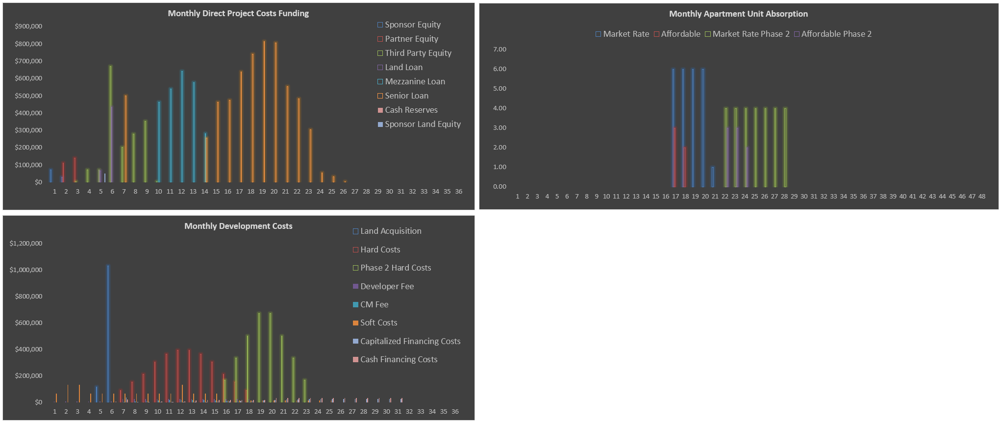 Monthly Direct Project Costs Funding
Sponsor Equity
Partner Equity
Third Party Equity
Land Loan
Mezzanine Loan
Senior Loan
Cash Reserves
Sponsor Land Equity
$900,000
$800,000
$700,000
$600,000
$500,000
$400,000
$300,000
$200,000
$100,000
$0
1 2 3 4 5 6 7 8 9 10 11 12 13 14 15 16 17 18 19 20 21 22 23 24 25 26 27 28 29 30 31 32 33 34 35 36
Monthly Apartment Unit Absorption
Market Rate Affordable Market Rate Phase 2 Affordable Phase 2
7.00
6.00
5.00
4.00
3.00
2.00
1.00
0.00
1 2 3 4 5 6 7 8 9 10 11 12 13 14 15 16 17 18 19 20 21 22 23 24 25 26 27 28 29 30 31 32 33 34 35 36 37 38 39 40 41 42 43 44 45 46 47 48
Monthly Development Costs
Land Acquisition
Hard Costs
Phase 2 Hard Costs
Developer Fee
CM Fee
Soft Costs
Capitalized Financing Costs
Cash Financing Costs
$1,200,000
$1,000,000
$800,000
$600,000
$400,000
$200,000
$0
1 2 3 4 5 6 7 8 9 10 11 12 13 14 15 16 17 18 19 20 21 22 23 24 25 26 27 28 29 30 31 32 33 34 35 36